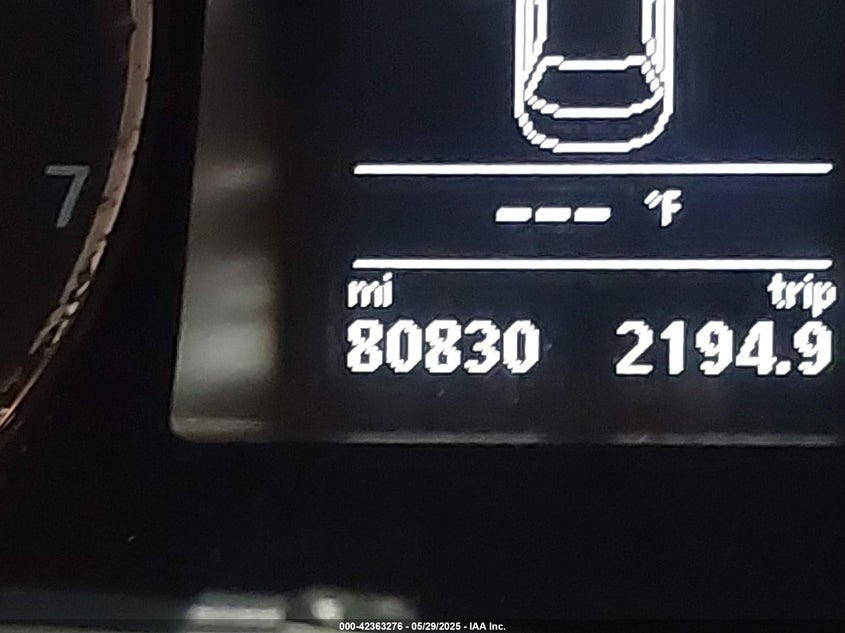 7
--- °F
mi trip
80830 2194.9
000-42363276 - 05/29/2025 - IAA Inc.